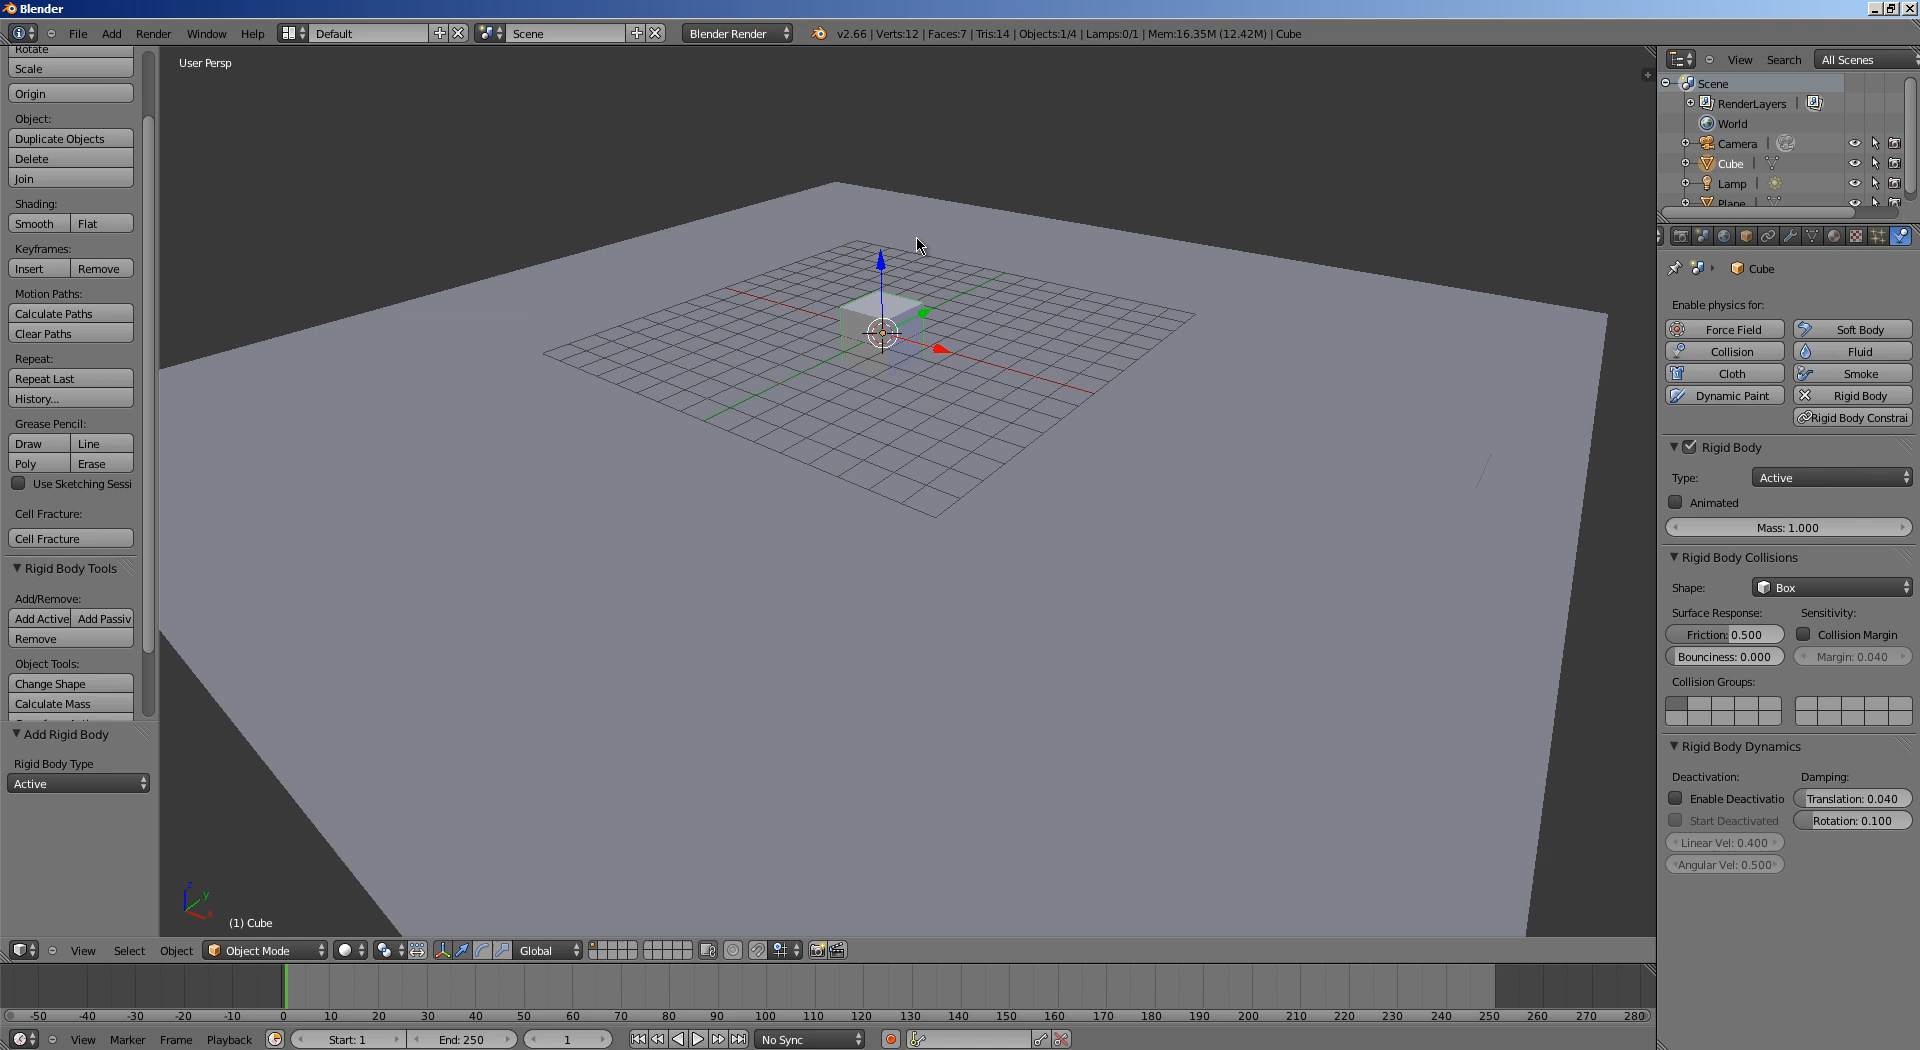 Blender
File Add Render Window Help Default Scene Blender Render v2.66 | Verts:12 | Faces:7 | Tris:14 | Objects:1/4 | Lamps:0/1 | Mem:16.35M (12.42M) | Cube
Rotate
Scale
Origin
Object:
Duplicate Objects
Delete
Join
Shading:
Smooth Flat
Keyframes:
Insert Remove
Motion Paths:
Calculate Paths
Clear Paths
Repeat:
Repeat Last
History...
Grease Pencil:
Draw Line
Poly Erase
Use Sketching Sessi
Cell Fracture:
Cell Fracture
Rigid Body Tools
Add/Remove:
Add Active Add Passiv
Remove
Object Tools:
Change Shape
Calculate Mass
Add Rigid Body
Rigid Body Type
Active
User Persp
z
y
x
(1) Cube
View Select Object Object Mode Global
-50 -40 -30 -20 -10 0 10 20 30 40 50 60 70 80 90 100 110 120 130 140 150 160 170 180 190 200 210 220 230 240 250 260 270 280
View Marker Frame Playback Start: 1 End: 250 1 No Sync
View Search All Scenes
Scene
RenderLayers
World
Camera
Cube
Lamp
Plane
Cube
Enable physics for:
Force Field Soft Body
Collision Fluid
Cloth Smoke
Dynamic Paint Rigid Body
Rigid Body Constrai
Rigid Body
Type: Active
Animated
Mass: 1.000
Rigid Body Collisions
Shape: Box
Surface Response: Sensitivity:
Friction: 0.500 Collision Margin
Bounciness: 0.000 Margin: 0.040
Collision Groups:
Rigid Body Dynamics
Deactivation: Damping:
Enable Deactivatio Translation: 0.040
Start Deactivated Rotation: 0.100
Linear Vel: 0.400
Angular Vel: 0.500